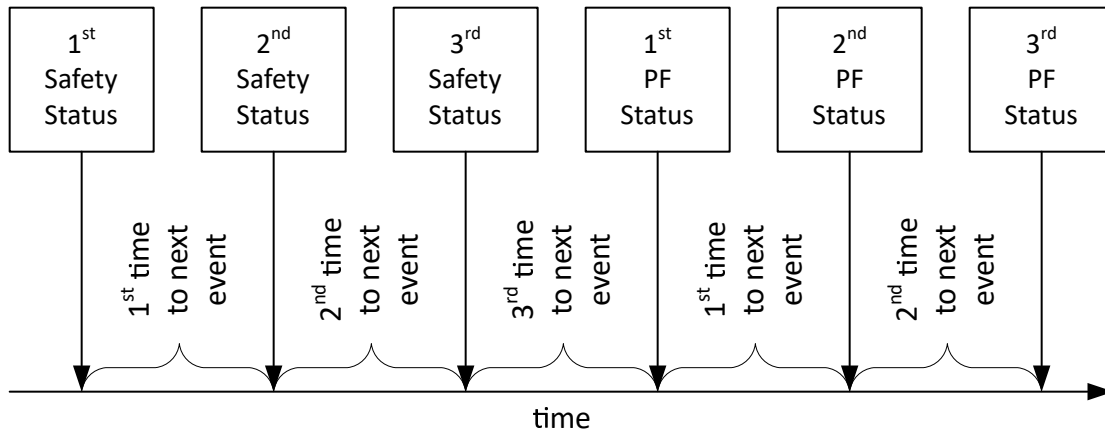 1st
Safety
Status
2nd
Safety
Status
3rd
Safety
Status
1st
PF
Status
2nd
PF
Status
3rd
PF
Status
1st time
to next
event
2nd time
to next
event
3rd time
to next
event
1st time
to next
event
2nd time
to next
event
time